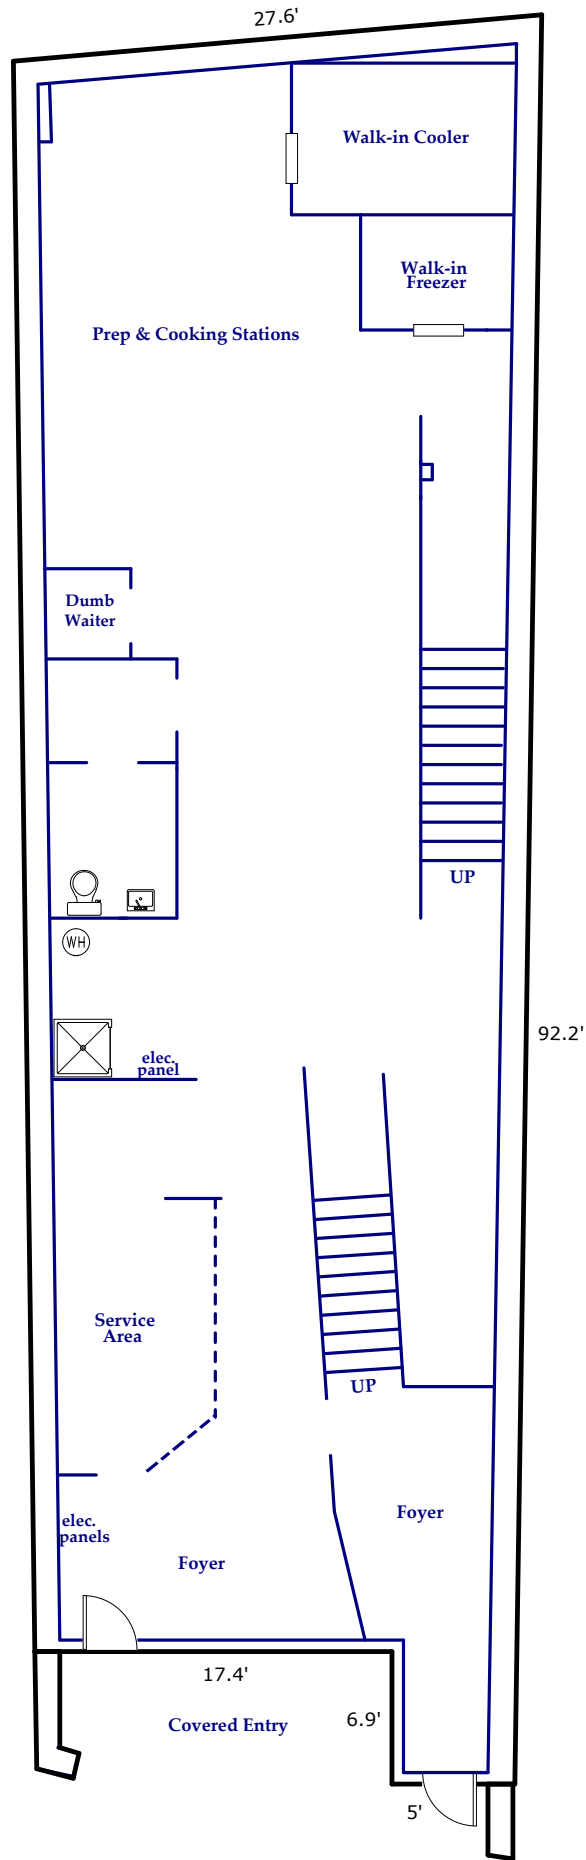 27.6'
Walk-in Cooler
Walk-in
Freezer
Prep & Cooking Stations
Dumb
Waiter
UP
WH
92.2'
elec.
panel
Service
Area
UP
elec.
panels
Foyer
Foyer
17.4'
6.9'
Covered Entry
5'